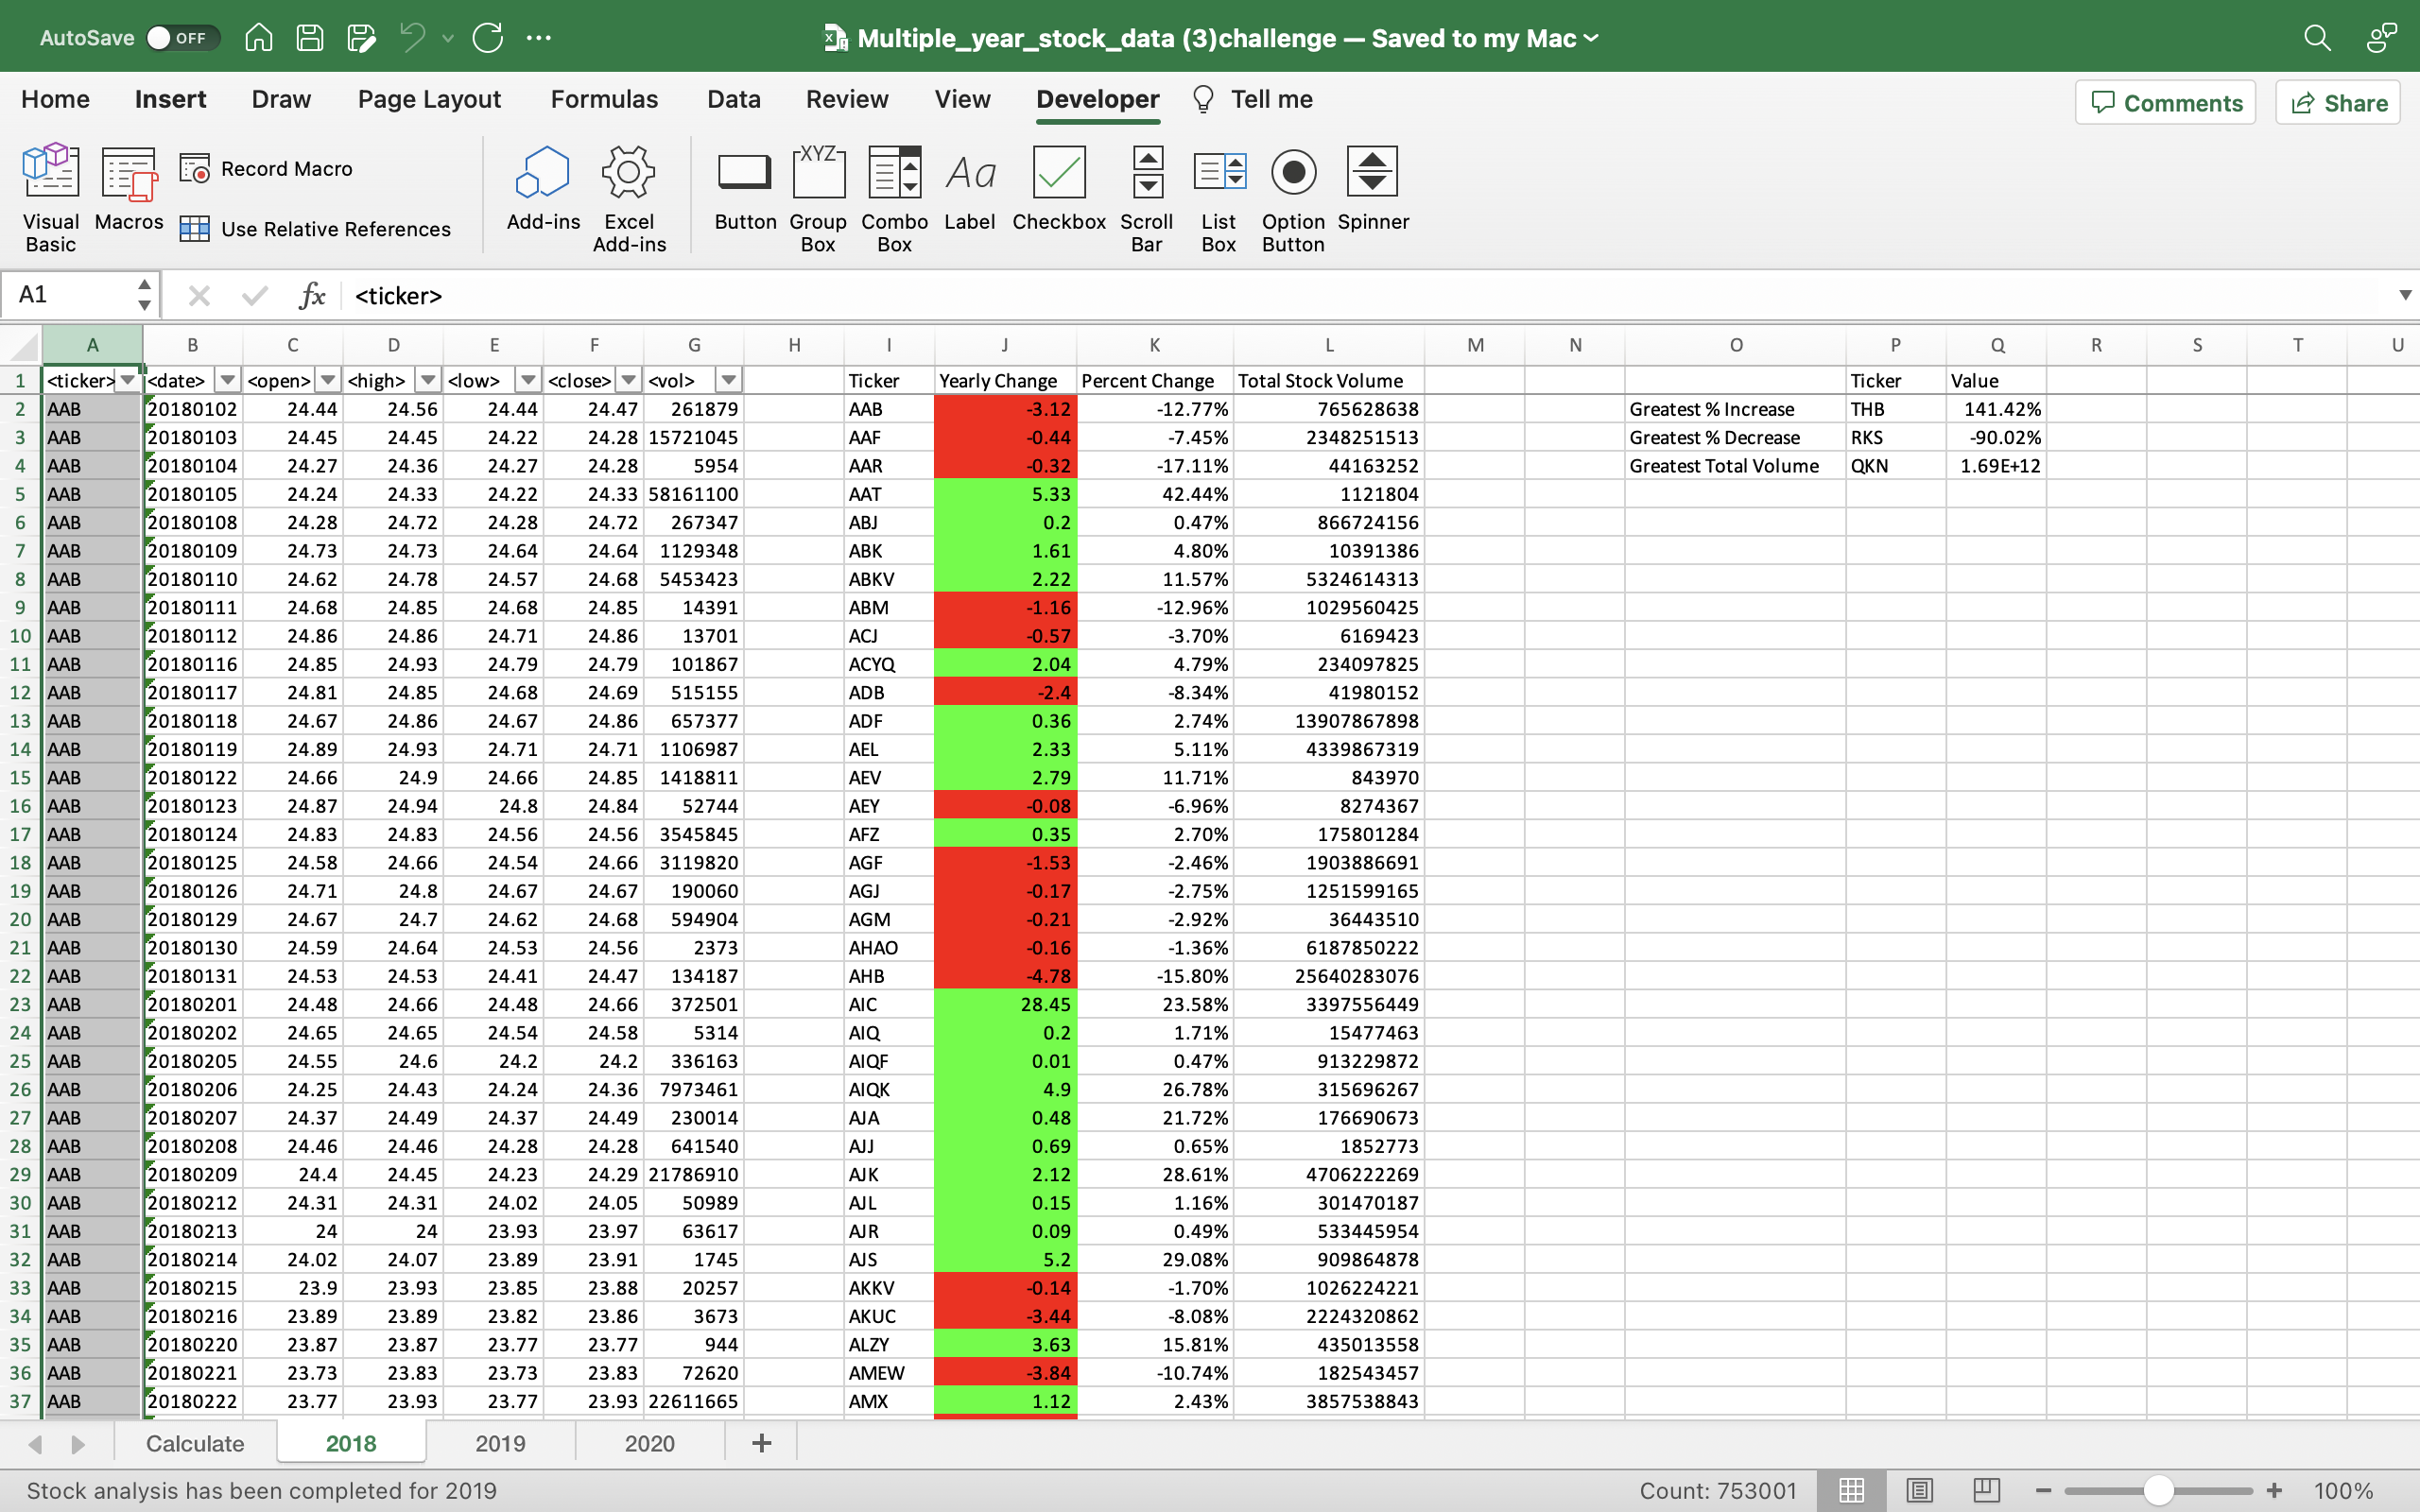 AutoSave OFF Multiple_year_stock_data (3)challenge — Saved to my Mac
Home Insert Draw Page Layout Formulas Data Review View Developer Tell me Comments Share
Visual Basic Macros Record Macro Use Relative References Add-ins Excel Add-ins Button Group Box Combo Box Label Checkbox Scroll Bar List Box Option Button Spinner
XYZ Aa
A1 fx <ticker>
A B C D E F G H I J K L M N O P Q R S T U
1 <ticker> <date> <open> <high> <low> <close> <vol> Ticker Yearly Change Percent Change Total Stock Volume Ticker Value
2 AAB 20180102 24.44 24.56 24.44 24.47 261879 AAB -3.12 -12.77% 765628638 Greatest % Increase THB 141.42%
3 AAB 20180103 24.45 24.45 24.22 24.28 15721045 AAF -0.44 -7.45% 2348251513 Greatest % Decrease RKS -90.02%
4 AAB 20180104 24.27 24.36 24.27 24.28 5954 AAR -0.32 -17.11% 44163252 Greatest Total Volume QKN 1.69E+12
5 AAB 20180105 24.24 24.33 24.22 24.33 58161100 AAT 5.33 42.44% 1121804
6 AAB 20180108 24.28 24.72 24.28 24.72 267347 ABJ 0.2 0.47% 866724156
7 AAB 20180109 24.73 24.73 24.64 24.64 1129348 ABK 1.61 4.80% 10391386
8 AAB 20180110 24.62 24.78 24.57 24.68 5453423 ABKV 2.22 11.57% 5324614313
9 AAB 20180111 24.68 24.85 24.68 24.85 14391 ABM -1.16 -12.96% 1029560425
10 AAB 20180112 24.86 24.86 24.71 24.86 13701 ACJ -0.57 -3.70% 6169423
11 AAB 20180116 24.85 24.93 24.79 24.79 101867 ACYQ 2.04 4.79% 234097825
12 AAB 20180117 24.81 24.85 24.68 24.69 515155 ADB -2.4 -8.34% 41980152
13 AAB 20180118 24.67 24.86 24.67 24.86 657377 ADF 0.36 2.74% 13907867898
14 AAB 20180119 24.89 24.93 24.71 24.71 1106987 AEL 2.33 5.11% 4339867319
15 AAB 20180122 24.66 24.9 24.66 24.85 1418811 AEV 2.79 11.71% 843970
16 AAB 20180123 24.87 24.94 24.8 24.84 52744 AEY -0.08 -6.96% 8274367
17 AAB 20180124 24.83 24.83 24.56 24.56 3545845 AFZ 0.35 2.70% 175801284
18 AAB 20180125 24.58 24.66 24.54 24.66 3119820 AGF -1.53 -2.46% 1903886691
19 AAB 20180126 24.71 24.8 24.67 24.67 190060 AGJ -0.17 -2.75% 1251599165
20 AAB 20180129 24.67 24.7 24.62 24.68 594904 AGM -0.21 -2.92% 36443510
21 AAB 20180130 24.59 24.64 24.53 24.56 2373 AHAO -0.16 -1.36% 6187850222
22 AAB 20180131 24.53 24.53 24.41 24.47 134187 AHB -4.78 -15.80% 25640283076
23 AAB 20180201 24.48 24.66 24.48 24.66 372501 AIC 28.45 23.58% 3397556449
24 AAB 20180202 24.65 24.65 24.54 24.58 5314 AIQ 0.2 1.71% 15477463
25 AAB 20180205 24.55 24.6 24.2 24.2 336163 AIQF 0.01 0.47% 913229872
26 AAB 20180206 24.25 24.43 24.24 24.36 7973461 AIQK 4.9 26.78% 315696267
27 AAB 20180207 24.37 24.49 24.37 24.49 230014 AJA 0.48 21.72% 176690673
28 AAB 20180208 24.46 24.46 24.28 24.28 641540 AJJ 0.69 0.65% 1852773
29 AAB 20180209 24.4 24.45 24.23 24.29 21786910 AJK 2.12 28.61% 4706222269
30 AAB 20180212 24.31 24.31 24.02 24.05 50989 AJL 0.15 1.16% 301470187
31 AAB 20180213 24 24 23.93 23.97 63617 AJR 0.09 0.49% 533445954
32 AAB 20180214 24.02 24.07 23.89 23.91 1745 AJS 5.2 29.08% 909864878
33 AAB 20180215 23.9 23.93 23.85 23.88 20257 AKKV -0.14 -1.70% 1026224221
34 AAB 20180216 23.89 23.89 23.82 23.86 3673 AKUC -3.44 -8.08% 2224320862
35 AAB 20180220 23.87 23.87 23.77 23.77 944 ALZY 3.63 15.81% 435013558
36 AAB 20180221 23.73 23.83 23.73 23.83 72620 AMEW -3.84 -10.74% 182543457
37 AAB 20180222 23.77 23.93 23.77 23.93 22611665 AMX 1.12 2.43% 3857538843
Calculate 2018 2019 2020 +
Stock analysis has been completed for 2019 Count: 753001 100%